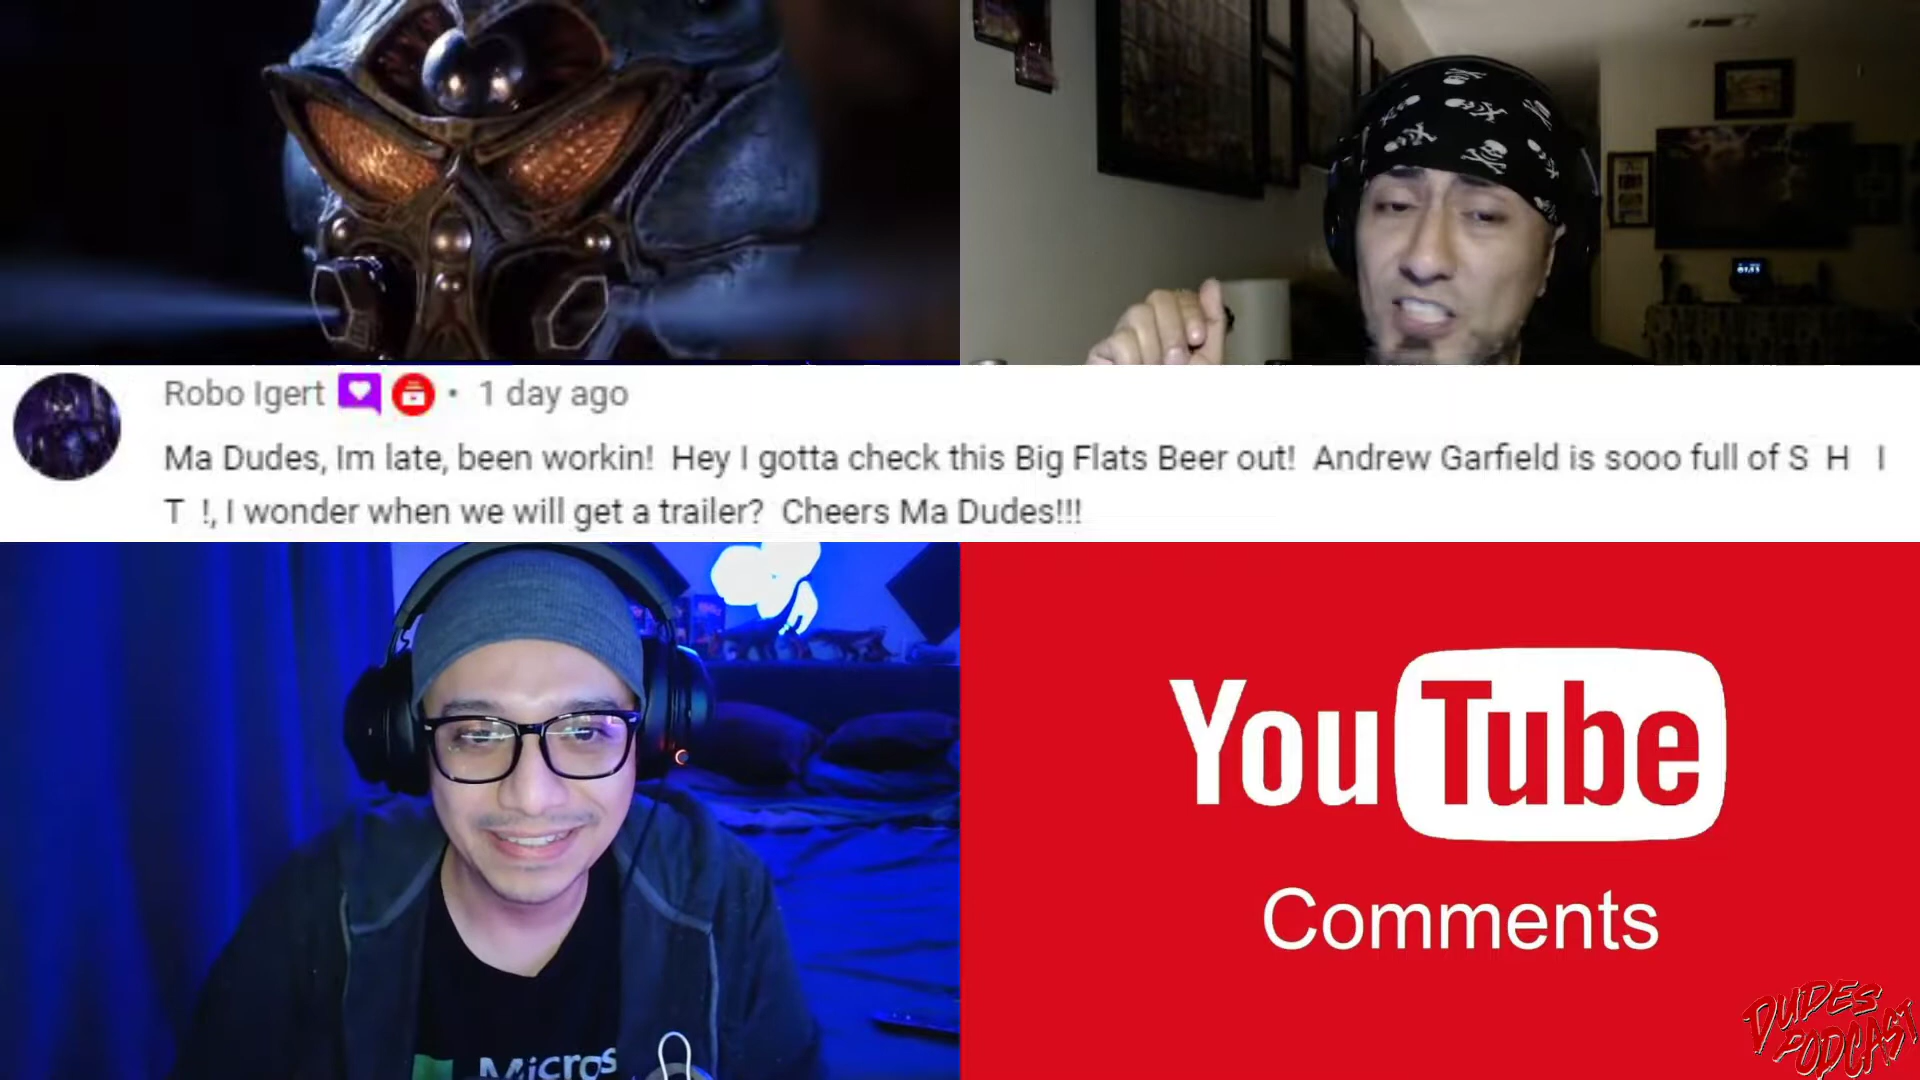 Robo Igert • 1 day ago
Ma Dudes, Im late, been workin! Hey I gotta check this Big Flats Beer out! Andrew Garfield is sooo full of S H I
T !, I wonder when we will get a trailer? Cheers Ma Dudes!!!
YouTube
Comments
Micros
DUDES
PODCAST